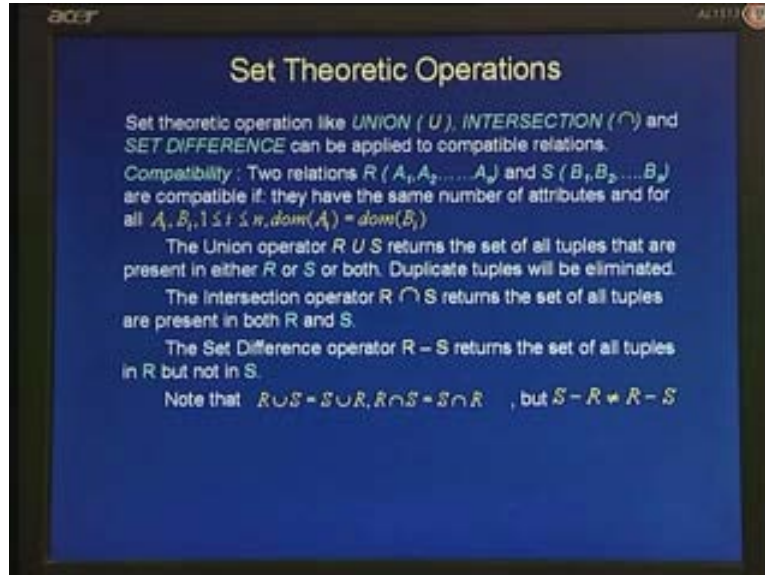 acer
Set Theoretic Operations
Set theoretic operation like UNION ( U ), INTERSECTION ( ∩ ) and
SET DIFFERENCE can be applied to compatible relations.
Compatibility : Two relations R ( A₁,A₂,.....Aₙ) and S ( B₁,B₂,....Bₙ)
are compatible if: they have the same number of attributes and for
all Aᵢ, Bᵢ,1 ≤ i ≤ n,dom(Aᵢ) = dom(Bᵢ)
The Union operator R U S returns the set of all tuples that are
present in either R or S or both. Duplicate tuples will be eliminated.
The Intersection operator R ∩ S returns the set of all tuples
are present in both R and S.
The Set Difference operator R – S returns the set of all tuples
in R but not in S.
Note that R∪S = S∪R, R∩S = S∩R , but S – R ≠ R – S